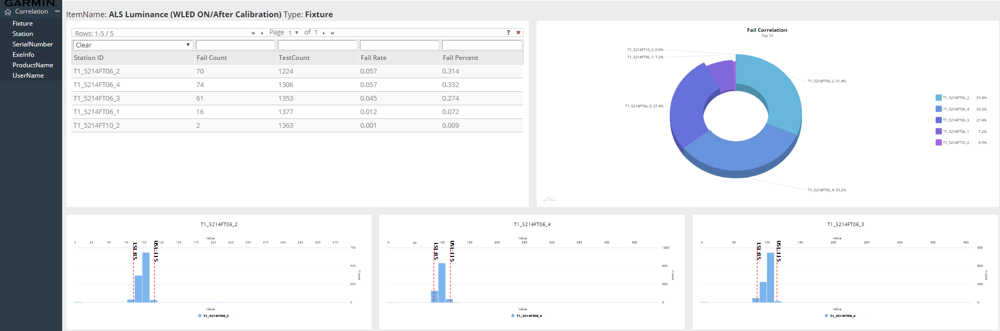 GARMIN.
Correlation
Fixture
Station
SerialNumber
ExeInfo
ProductName
UserName
ItemName: ALS Luminance (WLED ON/After Calibration) Type: Fixture
Rows: 1-5 / 5
Page 1 of 1
?
Clear
Station ID Fail Count TestCount Fail Rate Fail Percent
T1_5214FT06_2 70 1224 0.057 0.314
T1_5214FT06_4 74 1306 0.057 0.332
T1_5214FT06_3 61 1353 0.045 0.274
T1_5214FT06_1 16 1377 0.012 0.072
T1_5214FT10_2 2 1363 0.001 0.009
Fail Correlation
Top 10
T1_5214FT10_2: 0.9%
T1_5214FT06_1: 7.2%
T1_5214FT06_2: 31.4%
T1_5214FT06_3: 27.4%
T1_5214FT06_4: 33.2%
T1_5214FT06_2 31.4%
T1_5214FT06_4 33.2%
T1_5214FT06_3 27.4%
T1_5214FT06_1 7.2%
T1_5214FT10_2 0.9%
T1_5214FT06_2
Value
0 25 50 75 100 125 150 175 200 225 250 275 300 325 350 375
LSL:85
USL:115
750
500
250
0
Count
Value
T1_5214FT06_2
T1_5214FT06_4
Value
0 50 100 150 200 250 300 350 400 450
LSL:85
USL:115
1200
800
400
0
Count
Value
T1_5214FT06_4
T1_5214FT06_3
Value
0 50 100 150 200 250 300 350 400
LSL:85
USL:115
900
600
300
0
Count
Value
T1_5214FT06_3